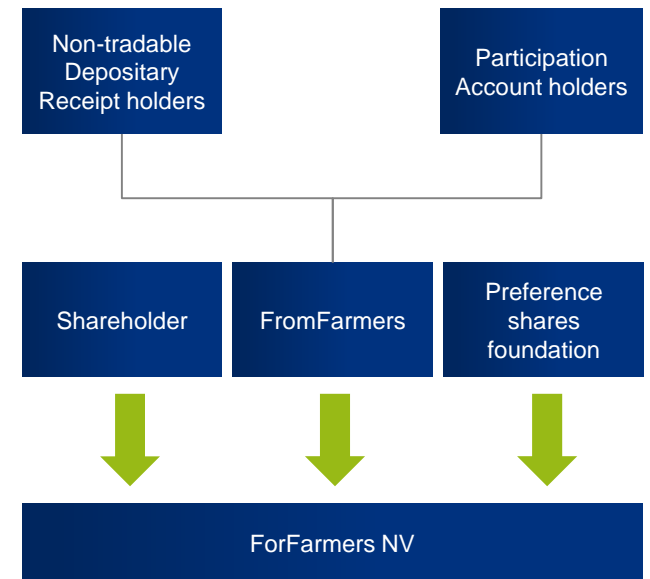 Non-tradable
Depositary
Receipt holders
Participation
Account holders
Shareholder
FromFarmers
Preference
shares
foundation
ForFarmers NV